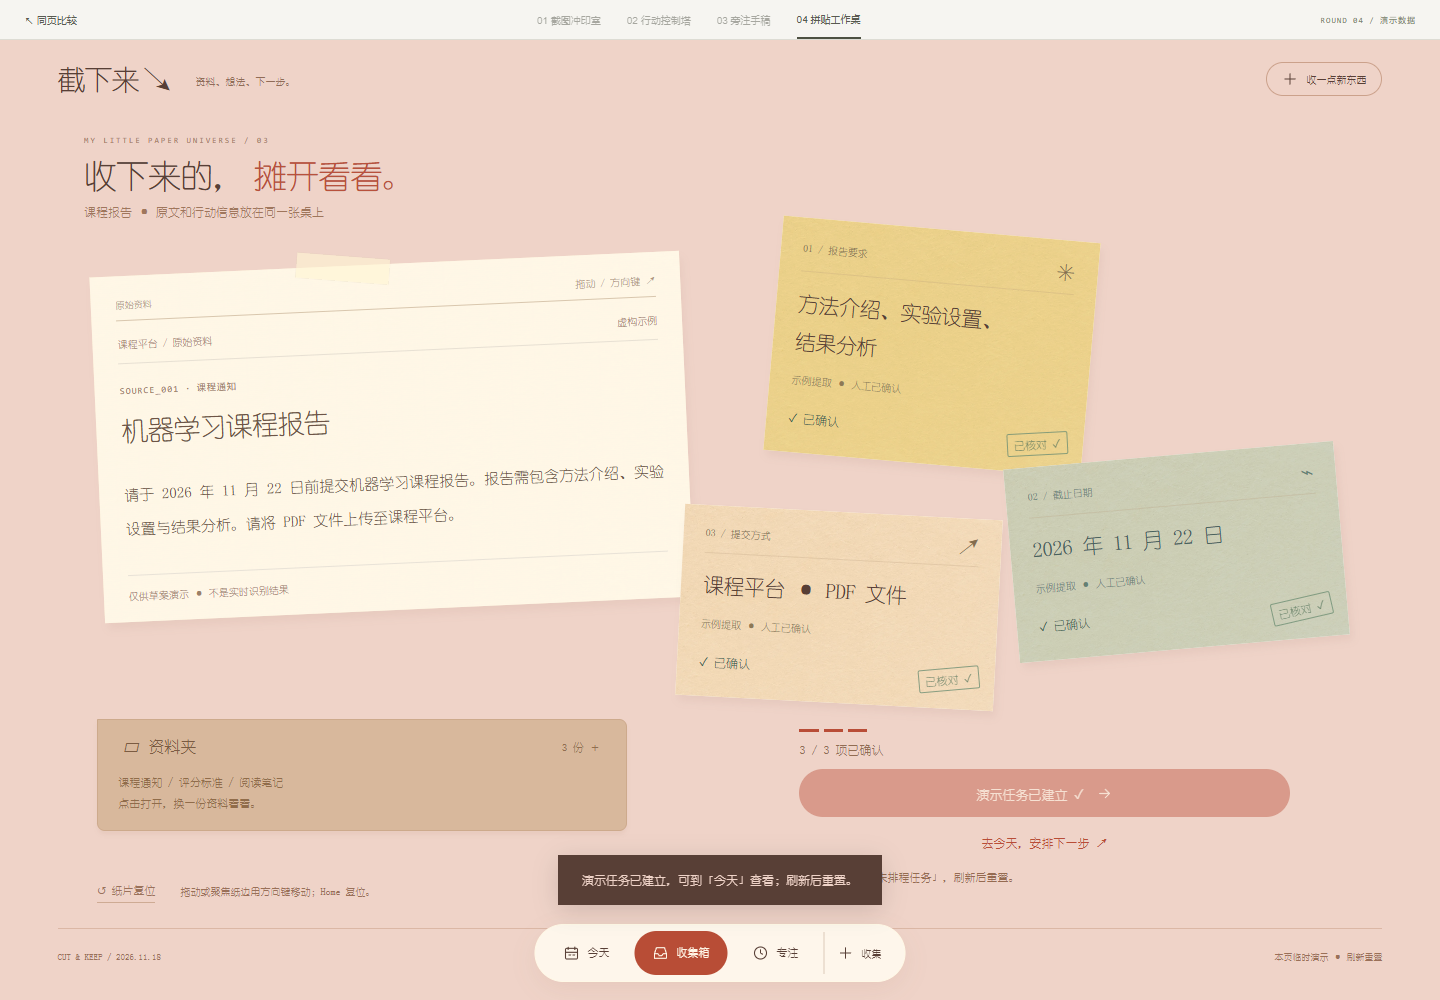 ↖ 同页比较
01 截图冲印室
02 行动控制塔
03 旁注手稿
04 拼贴工作桌
ROUND 04 / 演示数据
截下来
资料、想法、下一步。
+ 收一点新东西
MY LITTLE PAPER UNIVERSE / 03
收下来的， 摊开看看。
课程报告 • 原文和行动信息放在同一张桌上
原始资料
拖动 / 方向键 ↗
课程平台 / 原始资料
虚构示例
SOURCE_001 · 课程通知
机器学习课程报告
请于 2026 年 11 月 22 日前提交机器学习课程报告。报告需包含方法介绍、实验
设置与结果分析。请将 PDF 文件上传至课程平台。
仅供草案演示 • 不是实时识别结果
01 / 报告要求
方法介绍、实验设置、
结果分析
示例提取 • 人工已确认
✓ 已确认
已核对 ✓
02 / 截止日期
2026 年 11 月 22 日
示例提取 • 人工已确认
✓ 已确认
已核对 ✓
03 / 提交方式
课程平台 • PDF 文件
示例提取 • 人工已确认
✓ 已确认
已核对 ✓
资料夹
3 份 +
课程通知 / 评分标准 / 阅读笔记
点击打开，换一份资料看看。
3 / 3 项已确认
演示任务已建立 ✓ →
去今天，安排下一步 ↗
排程任务」，刷新后重置。
演示任务已建立，可到「今天」查看；刷新后重置。
↺ 纸片复位
拖动或聚焦纸边用方向键移动；Home 复位。
今天
收集箱
专注
+ 收集
CUT & KEEP / 2026.11.18
本页临时演示 • 刷新重置